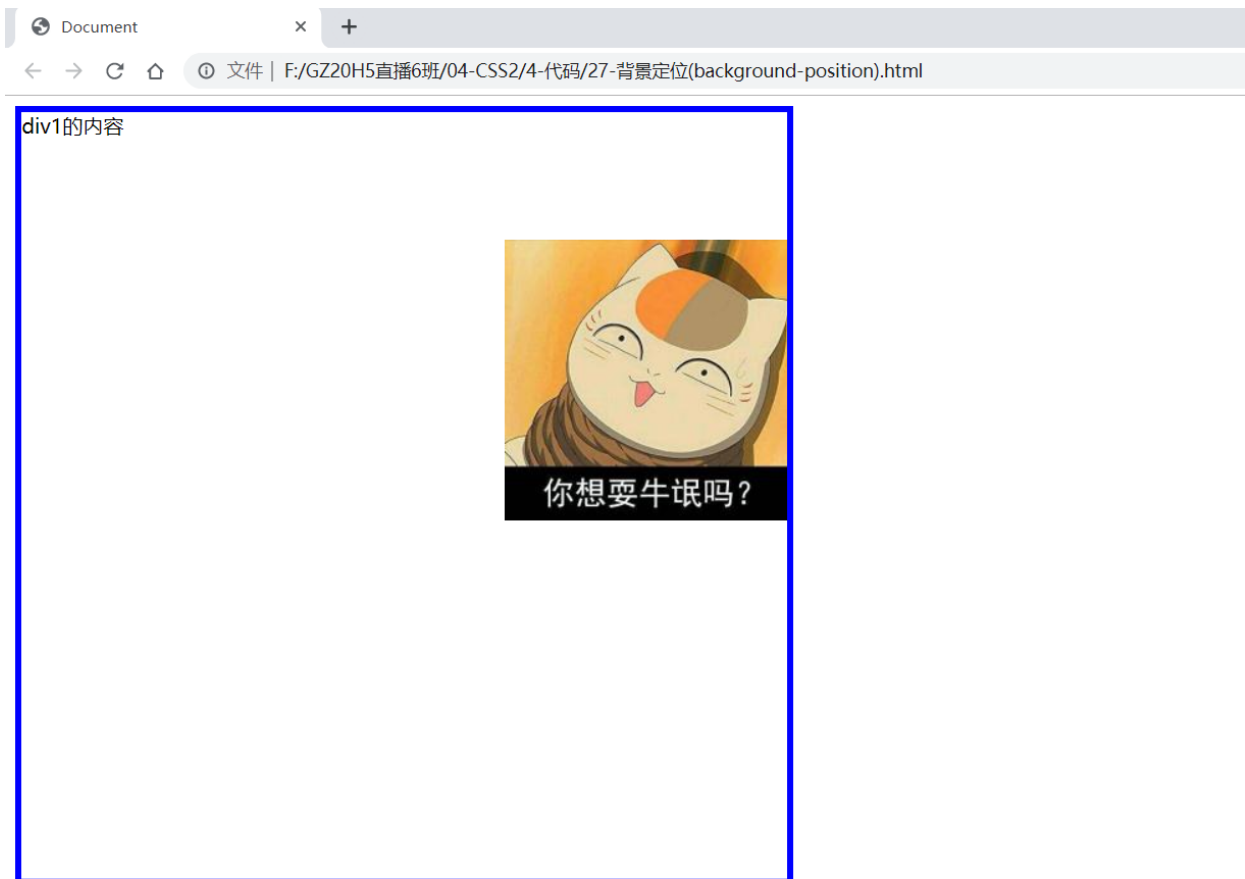 Document
文件 | F:/GZ20H5直播6班/04-CSS2/4-代码/27-背景定位(background-position).html
div1的内容
你想耍牛氓吗?